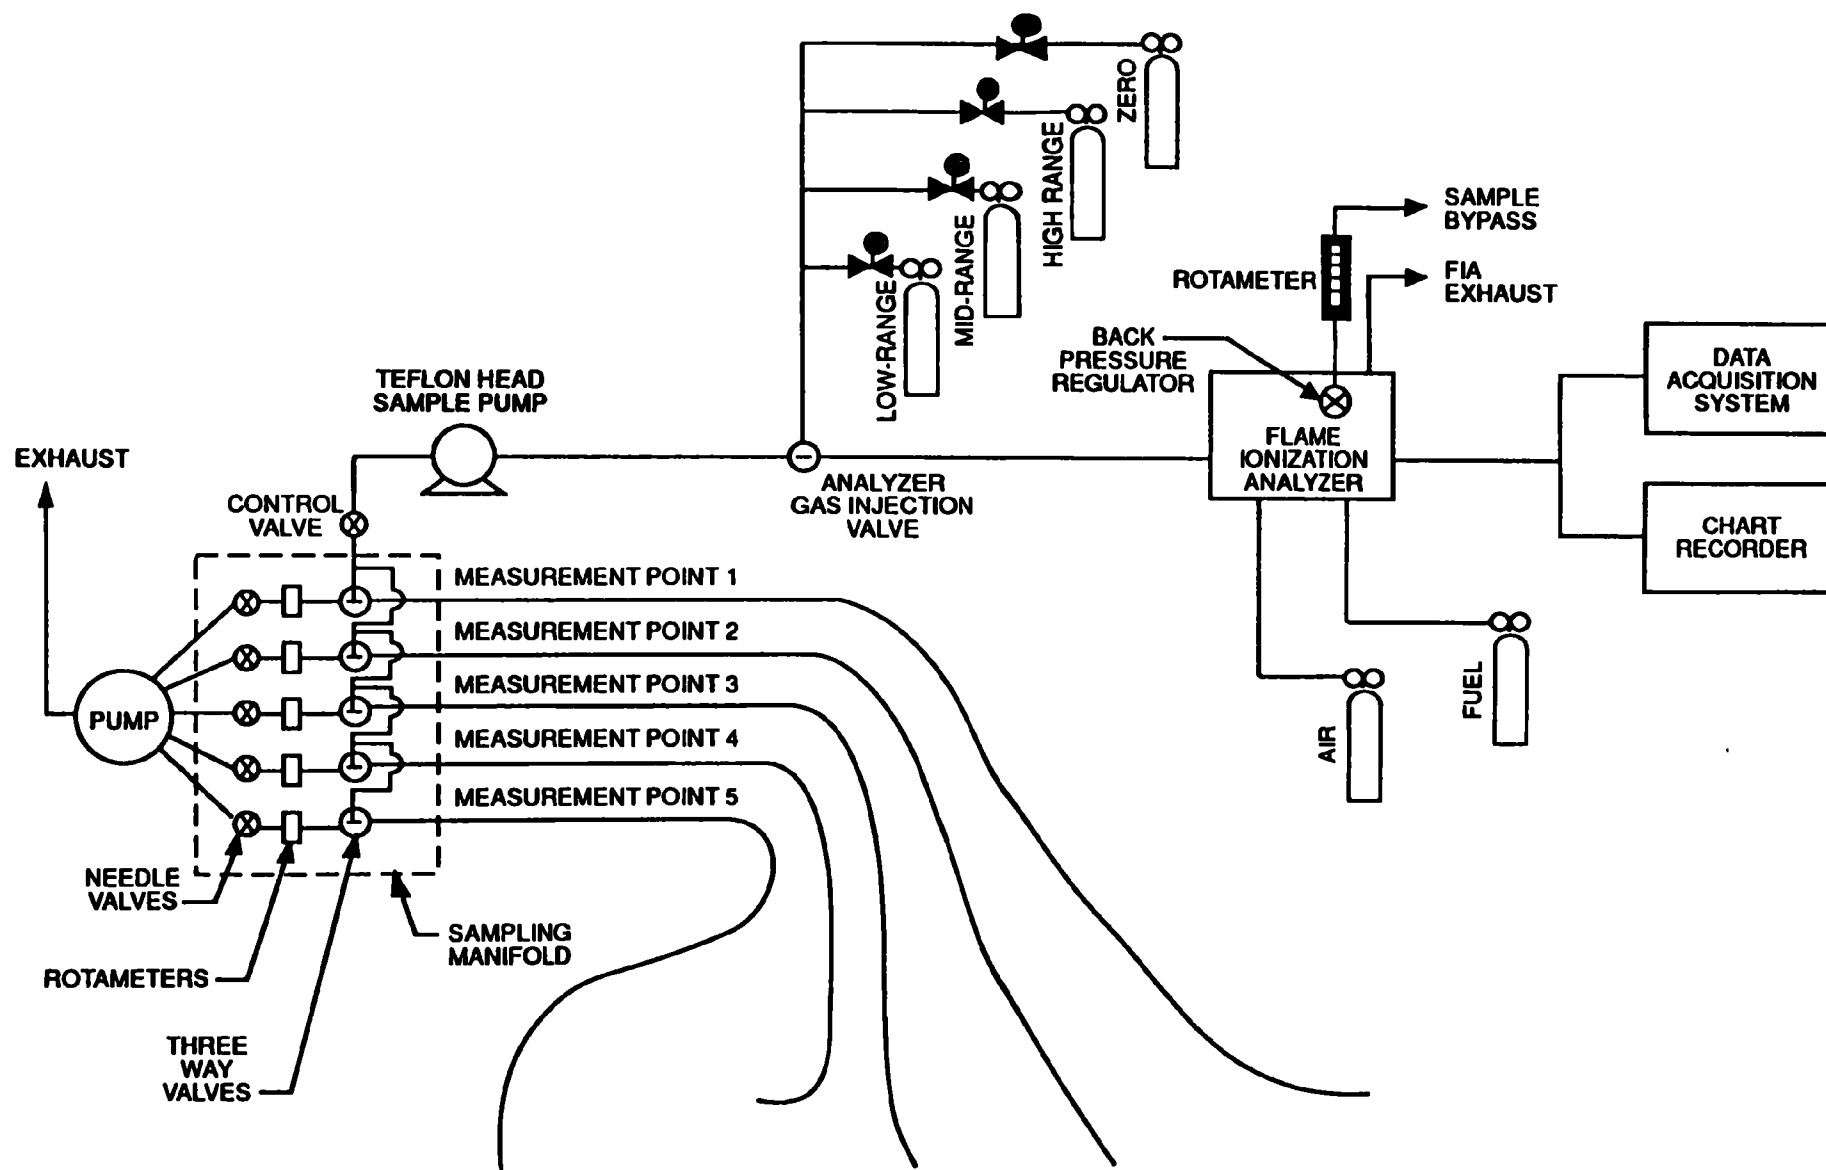 ZERO
HIGH RANGE
MID-RANGE
LOW-RANGE
SAMPLE
BYPASS
ROTAMETER
FIA
EXHAUST
BACK
PRESSURE
REGULATOR
DATA
ACQUISITION
SYSTEM
TEFLON HEAD
SAMPLE PUMP
FLAME
IONIZATION
ANALYZER
EXHAUST
ANALYZER
GAS INJECTION
VALVE
CONTROL
VALVE
CHART
RECORDER
MEASUREMENT POINT 1
MEASUREMENT POINT 2
MEASUREMENT POINT 3
MEASUREMENT POINT 4
MEASUREMENT POINT 5
PUMP
FUEL
AIR
NEEDLE
VALVES
SAMPLING
MANIFOLD
ROTAMETERS
THREE
WAY
VALVES